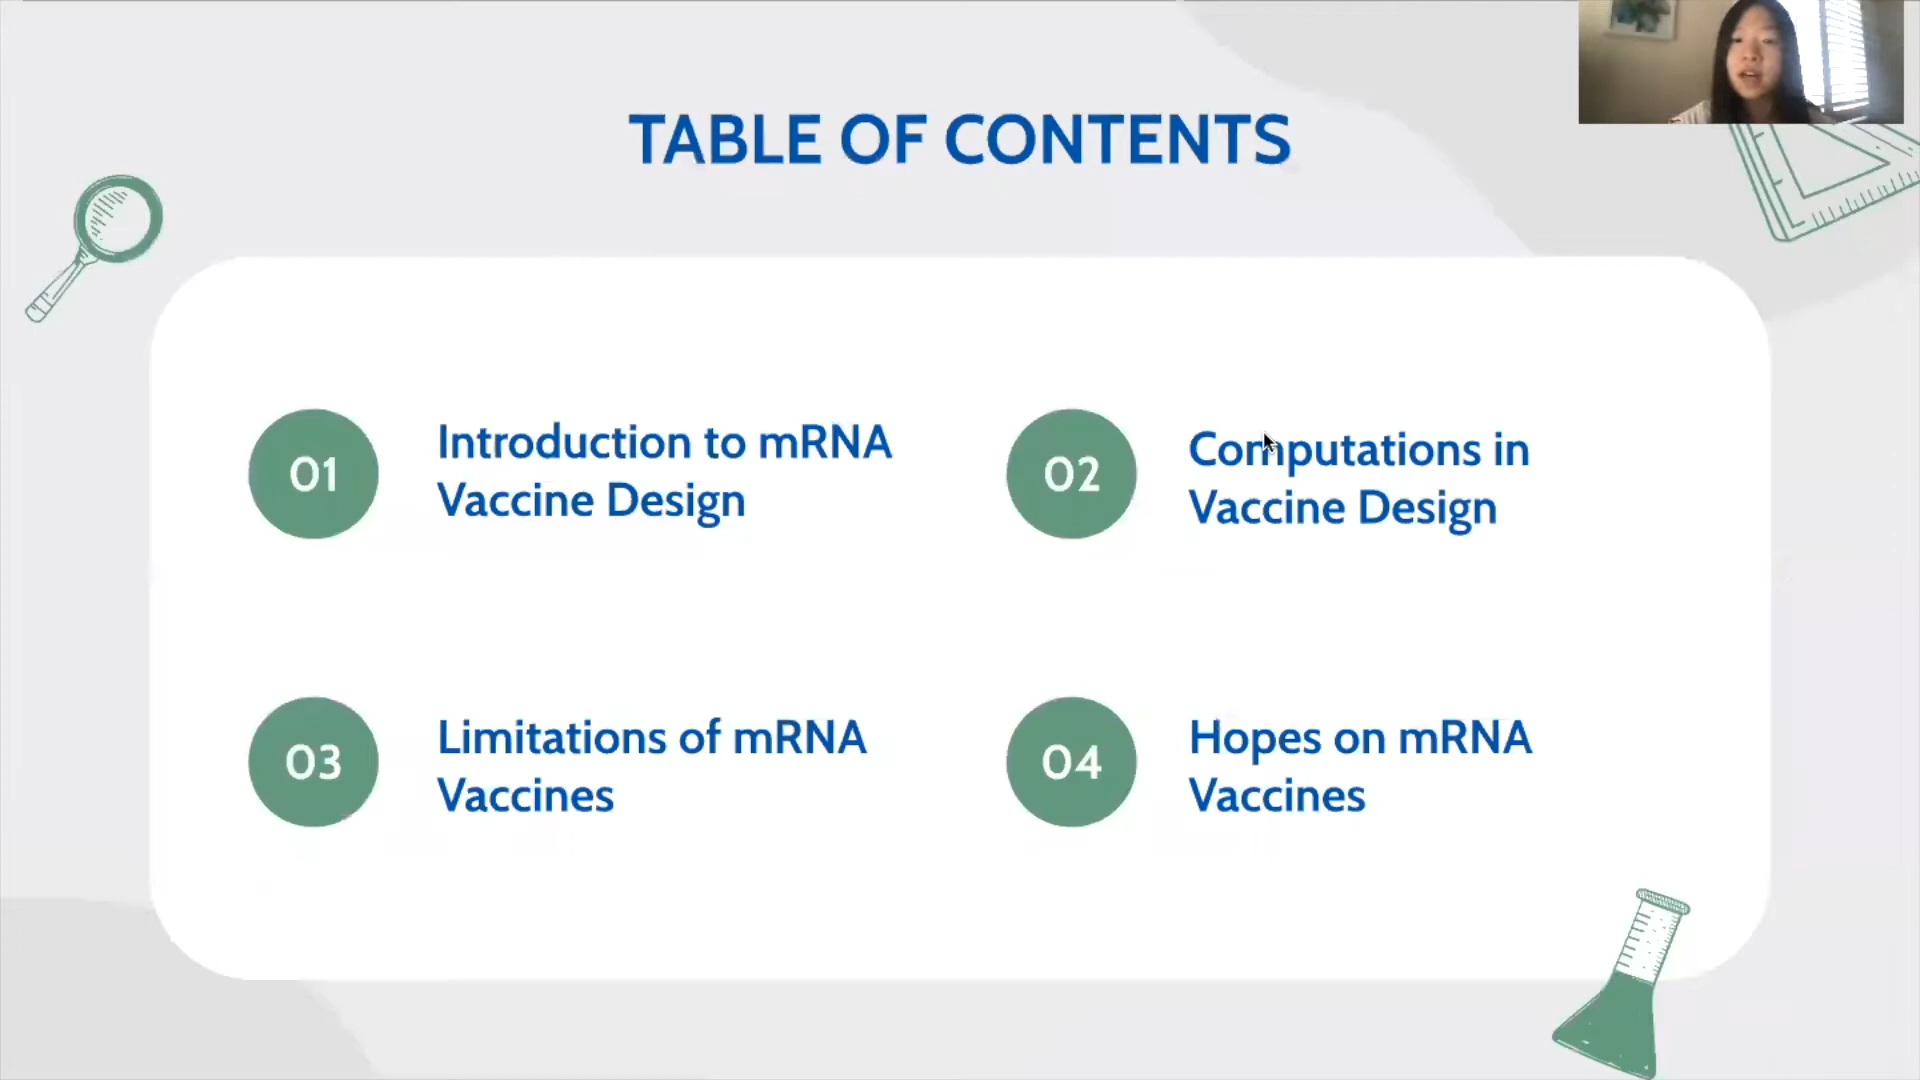 TABLE OF CONTENTS
01
Introduction to mRNA
Vaccine Design
02
Computations in
Vaccine Design
03
Limitations of mRNA
Vaccines
04
Hopes on mRNA
Vaccines